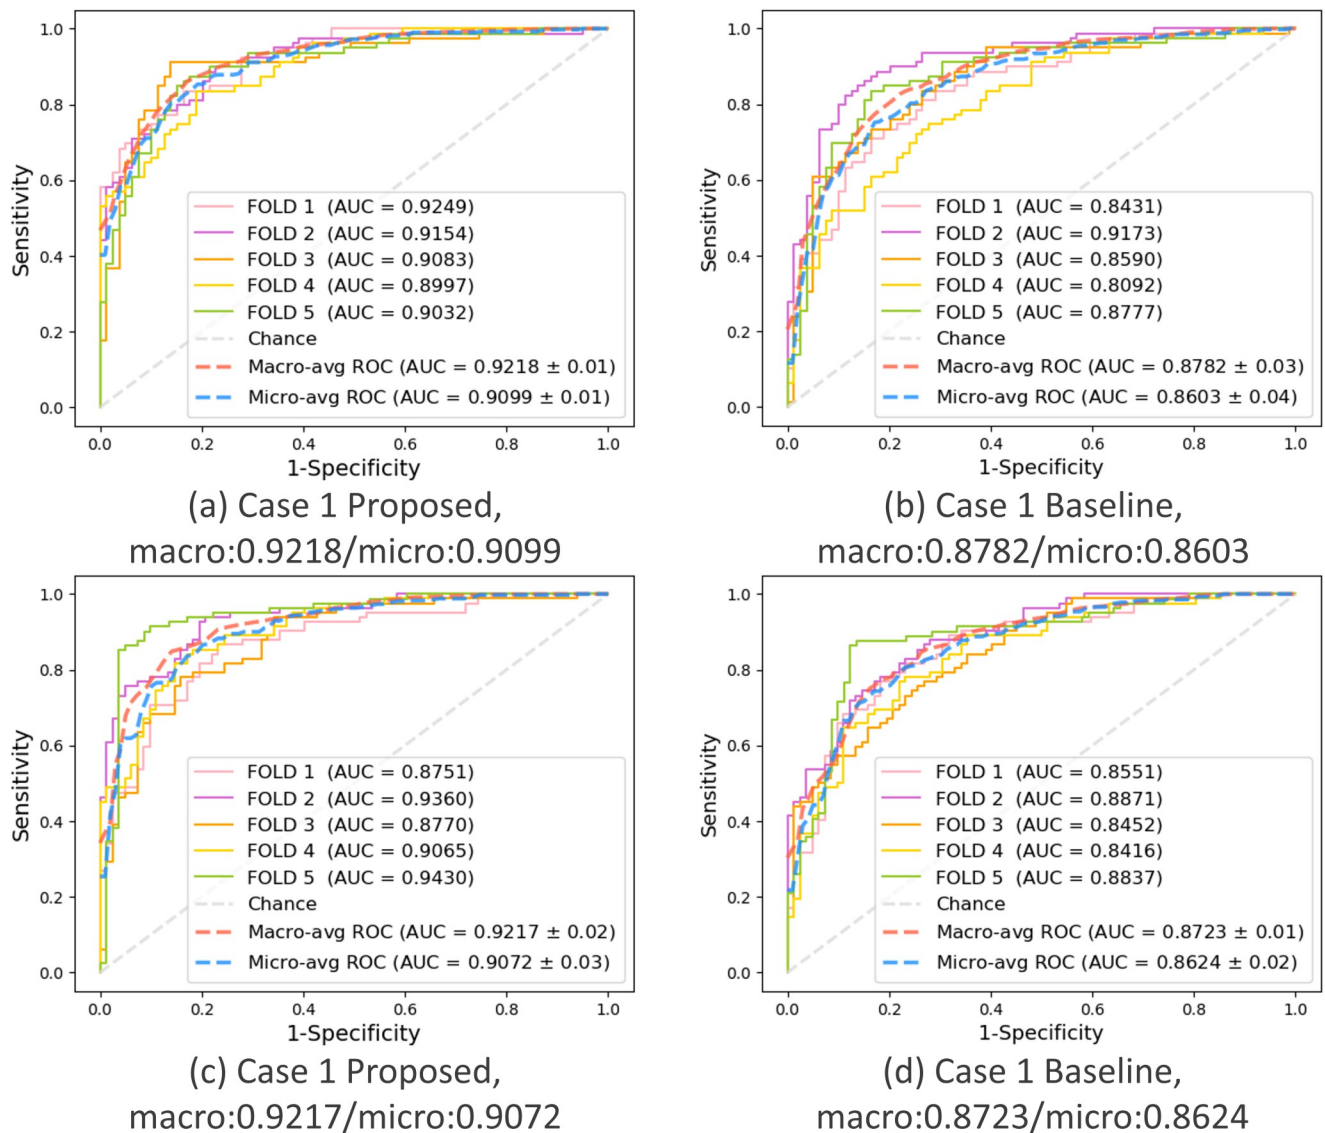 1.0
0.8
0.6
0.4
0.2
0.0
Sensitivity
FOLD 1 (AUC = 0.9249)
FOLD 2 (AUC = 0.9154)
FOLD 3 (AUC = 0.9083)
FOLD 4 (AUC = 0.8997)
FOLD 5 (AUC = 0.9032)
Chance
Macro-avg ROC (AUC = 0.9218 ± 0.01)
Micro-avg ROC (AUC = 0.9099 ± 0.01)
0.0 0.2 0.4 0.6 0.8 1.0
1-Specificity
(a) Case 1 Proposed,
macro:0.9218/micro:0.9099
1.0
0.8
0.6
0.4
0.2
0.0
Sensitivity
FOLD 1 (AUC = 0.8431)
FOLD 2 (AUC = 0.9173)
FOLD 3 (AUC = 0.8590)
FOLD 4 (AUC = 0.8092)
FOLD 5 (AUC = 0.8777)
Chance
Macro-avg ROC (AUC = 0.8782 ± 0.03)
Micro-avg ROC (AUC = 0.8603 ± 0.04)
0.0 0.2 0.4 0.6 0.8 1.0
1-Specificity
(b) Case 1 Baseline,
macro:0.8782/micro:0.8603
1.0
0.8
0.6
0.4
0.2
0.0
Sensitivity
FOLD 1 (AUC = 0.8751)
FOLD 2 (AUC = 0.9360)
FOLD 3 (AUC = 0.8770)
FOLD 4 (AUC = 0.9065)
FOLD 5 (AUC = 0.9430)
Chance
Macro-avg ROC (AUC = 0.9217 ± 0.02)
Micro-avg ROC (AUC = 0.9072 ± 0.03)
0.0 0.2 0.4 0.6 0.8 1.0
1-Specificity
(c) Case 1 Proposed,
macro:0.9217/micro:0.9072
1.0
0.8
0.6
0.4
0.2
0.0
Sensitivity
FOLD 1 (AUC = 0.8551)
FOLD 2 (AUC = 0.8871)
FOLD 3 (AUC = 0.8452)
FOLD 4 (AUC = 0.8416)
FOLD 5 (AUC = 0.8837)
Chance
Macro-avg ROC (AUC = 0.8723 ± 0.01)
Micro-avg ROC (AUC = 0.8624 ± 0.02)
0.0 0.2 0.4 0.6 0.8 1.0
1-Specificity
(d) Case 1 Baseline,
macro:0.8723/micro:0.8624